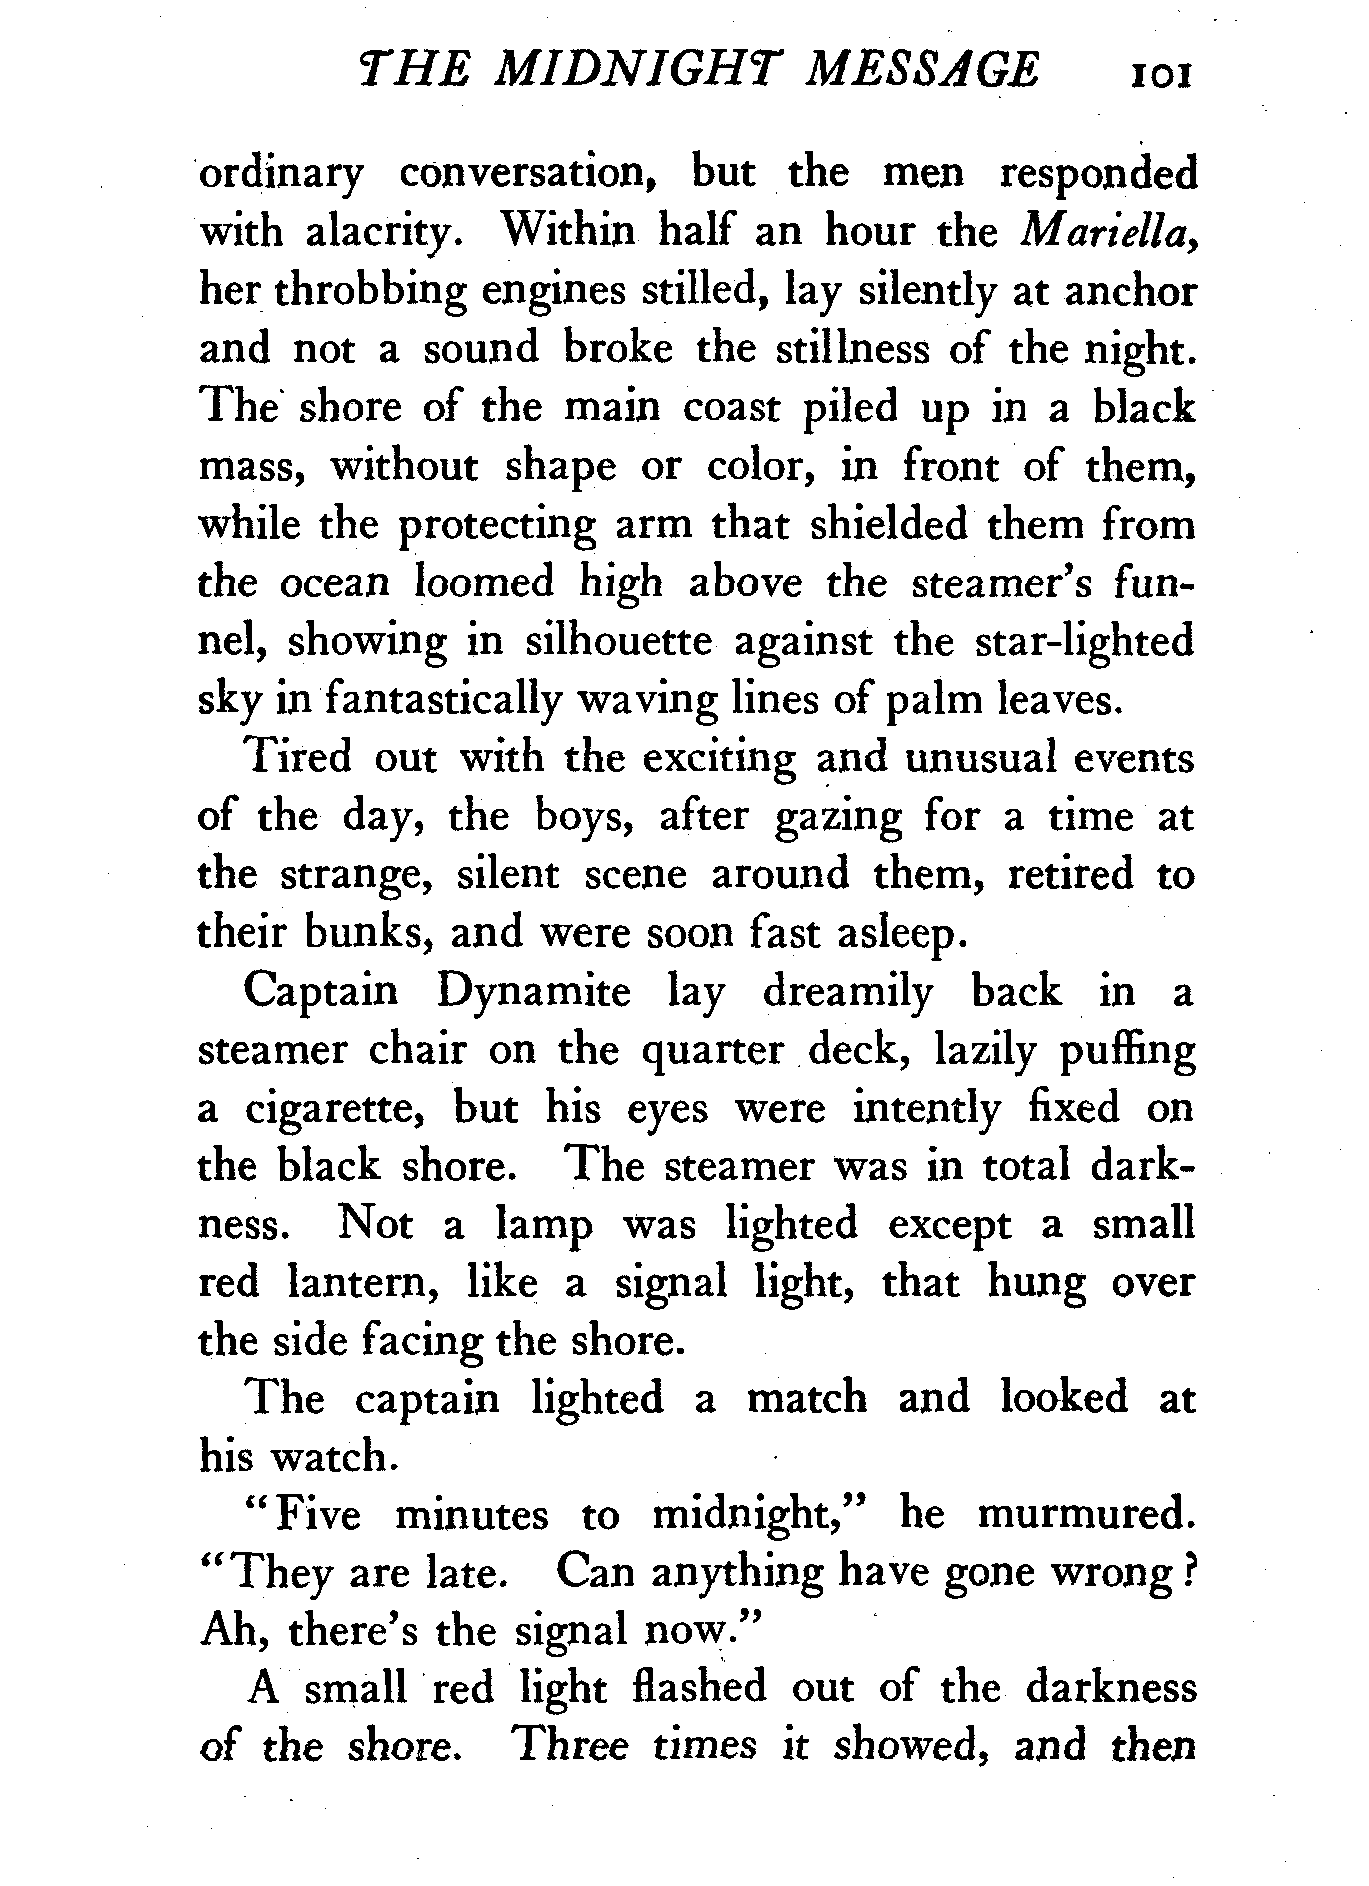 THE MIDNIGHT MESSAGE 101
ordinary conversation, but the men responded
with alacrity. Within half an hour the Mariella,
her throbbing engines stilled, lay silently at anchor
and not a sound broke the stillness of the night.
The shore of the main coast piled up in a black
mass, without shape or color, in front of them,
while the protecting arm that shielded them from
the ocean loomed high above the steamer's fun-
nel, showing in silhouette against the star-lighted
sky in fantastically waving lines of palm leaves.
Tired out with the exciting and unusual events
of the day, the boys, after gazing for a time at
the strange, silent scene around them, retired to
their bunks, and were soon fast asleep.
Captain Dynamite lay dreamily back in a
steamer chair on the quarter deck, lazily puffing
a cigarette, but his eyes were intently fixed on
the black shore. The steamer was in total dark-
ness. Not a lamp was lighted except a small
red lantern, like a signal light, that hung over
the side facing the shore.
The captain lighted a match and looked at
his watch.
"Five minutes to midnight," he murmured.
"They are late. Can anything have gone wrong?
Ah, there's the signal now."
A small red light flashed out of the darkness
of the shore. Three times it showed, and then